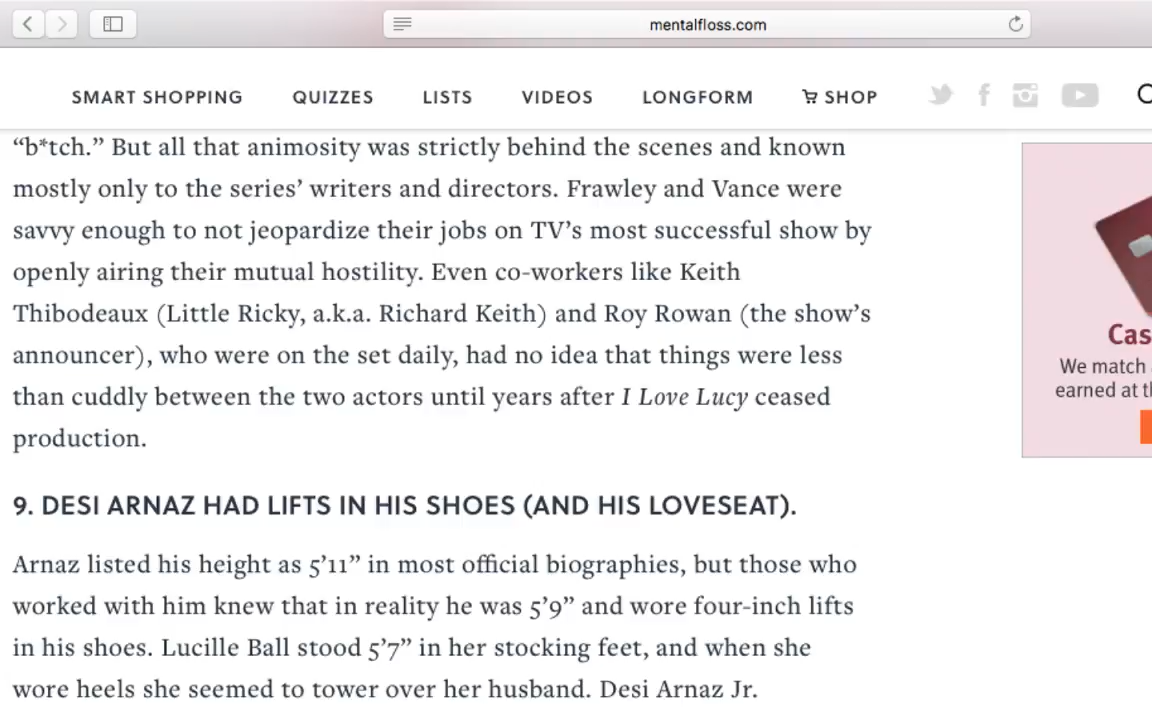 mentalfloss.com
SMART SHOPPING QUIZZES LISTS VIDEOS LONGFORM SHOP
“b*tch.” But all that animosity was strictly behind the scenes and known
mostly only to the series’ writers and directors. Frawley and Vance were
savvy enough to not jeopardize their jobs on TV’s most successful show by
openly airing their mutual hostility. Even co-workers like Keith
Thibodeaux (Little Ricky, a.k.a. Richard Keith) and Roy Rowan (the show’s
announcer), who were on the set daily, had no idea that things were less
than cuddly between the two actors until years after I Love Lucy ceased
production.
9. DESI ARNAZ HAD LIFTS IN HIS SHOES (AND HIS LOVESEAT).
Arnaz listed his height as 5’11” in most official biographies, but those who
worked with him knew that in reality he was 5’9” and wore four-inch lifts
in his shoes. Lucille Ball stood 5’7” in her stocking feet, and when she
wore heels she seemed to tower over her husband. Desi Arnaz Jr.
Cas
We match
earned at t